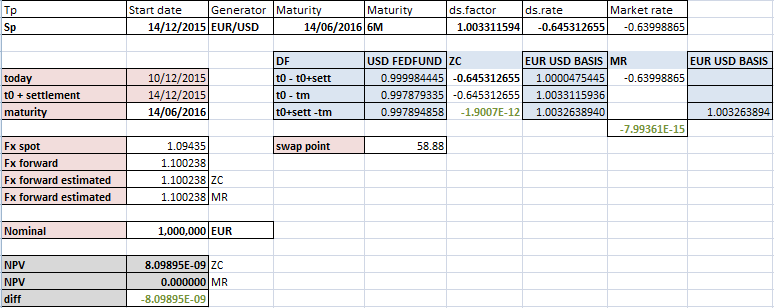 Tp Start date Generator Maturity Maturity ds.factor ds.rate Market rate
Sp 14/12/2015 EUR/USD 14/06/2016 6M 1.003311594 -0.645312655 -0.63998865
DF USD FEDFUND ZC EUR USD BASIS MR EUR USD BASIS
today 10/12/2015 t0 - t0+sett 0.999984445 -0.645312655 1.0000475445 -0.63998865
t0 + settlement 14/12/2015 t0 - tm 0.997879335 -0.645312655 1.0033115936
maturity 14/06/2016 t0+sett -tm 0.997894858 -1.9007E-12 1.0032638940 1.003263894
-7.99361E-15
Fx spot 1.09435 swap point 58.88
Fx forward 1.100238
Fx forward estimated 1.100238 ZC
Fx forward estimated 1.100238 MR
Nominal 1,000,000 EUR
NPV 8.09895E-09 ZC
NPV 0.000000 MR
diff -8.09895E-09